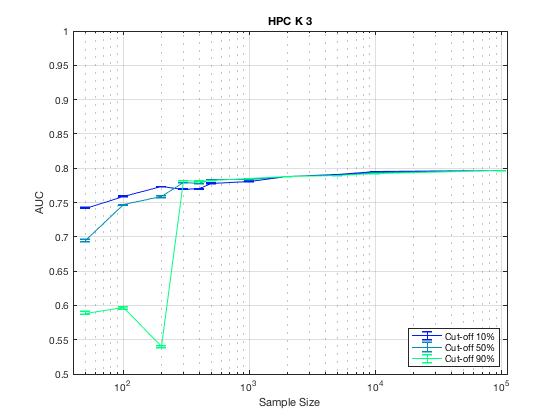 HPC K 3
1
0.95
0.9
0.85
0.8
0.75
0.7
0.65
0.6
0.55
0.5
AUC
10^2
10^3
10^4
10^5
Sample Size
Cut-off 10%
Cut-off 50%
Cut-off 90%